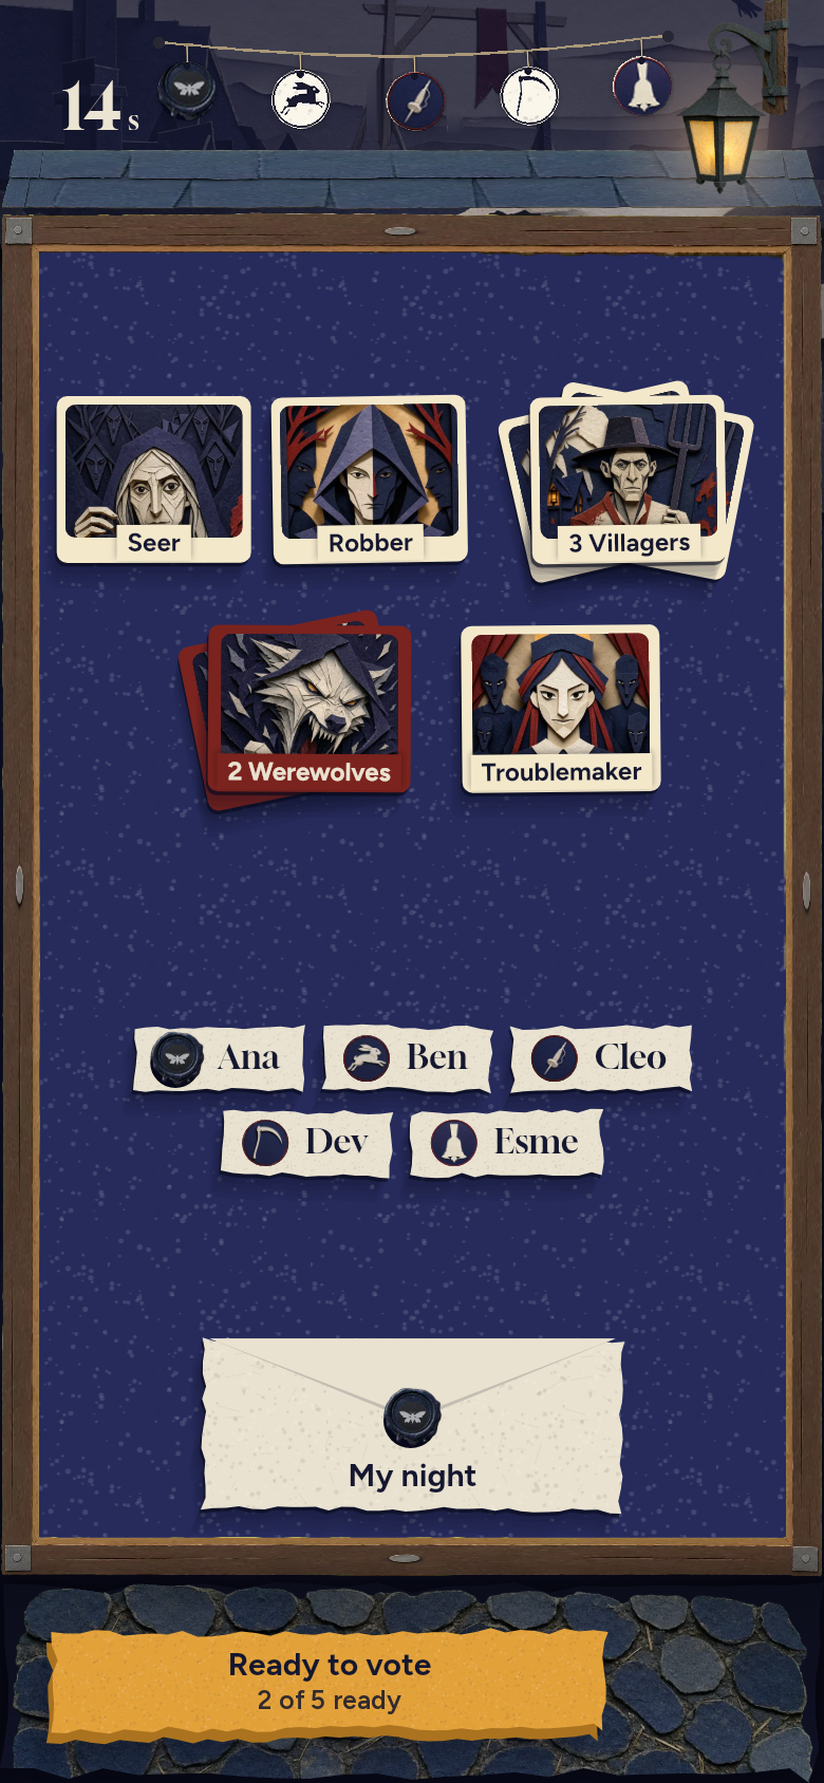 14 s
Seer
Robber
3 Villagers
2 Werewolves
Troublemaker
Ana
Ben
Cleo
Dev
Esme
My night
Ready to vote
2 of 5 ready